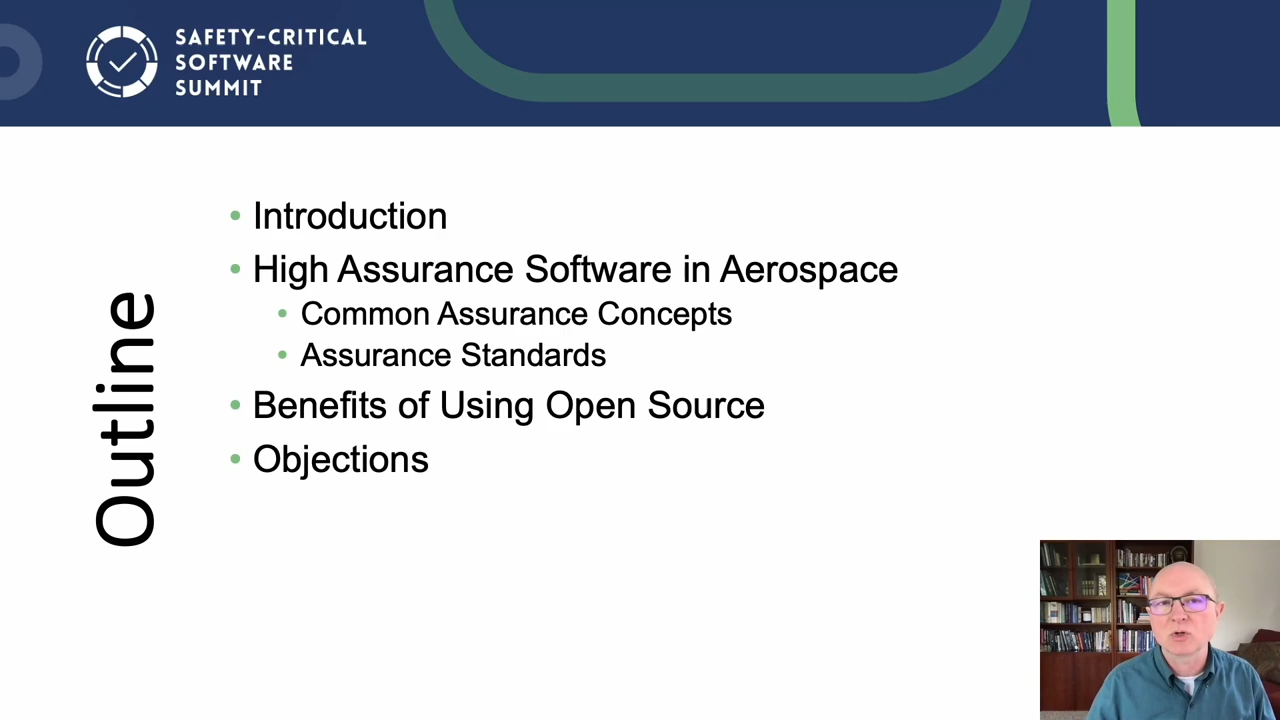 SAFETY-CRITICAL
SOFTWARE
SUMMIT
Outline
• Introduction
• High Assurance Software in Aerospace
• Common Assurance Concepts
• Assurance Standards
• Benefits of Using Open Source
• Objections